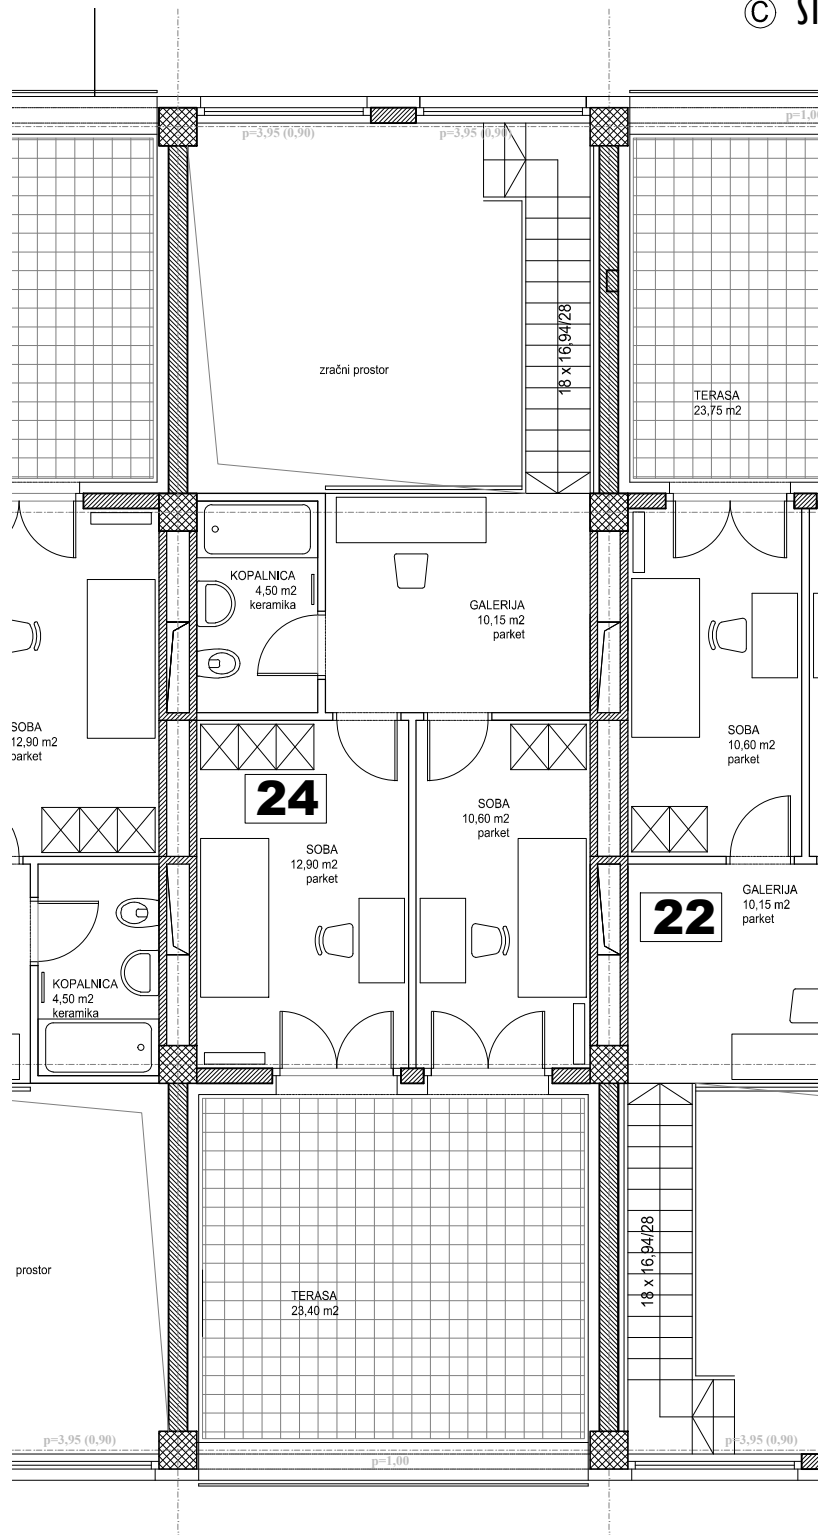 ©
p=3,95 (0,90)
p=3,95 (0,90)
18 x 16,94/28
zračni prostor
TERASA
23,75 m2
KOPALNICA
4,50 m2
keramika
GALERIJA
10,15 m2
parket
SOBA
12,90 m2
parket
SOBA
10,60 m2
parket
24
SOBA
12,90 m2
parket
SOBA
10,60 m2
parket
22
GALERIJA
10,15 m2
parket
KOPALNICA
4,50 m2
keramika
prostor
TERASA
23,40 m2
18 x 16,94/28
p=3,95 (0,90)
p=1,00
p=3,95 (0,90)